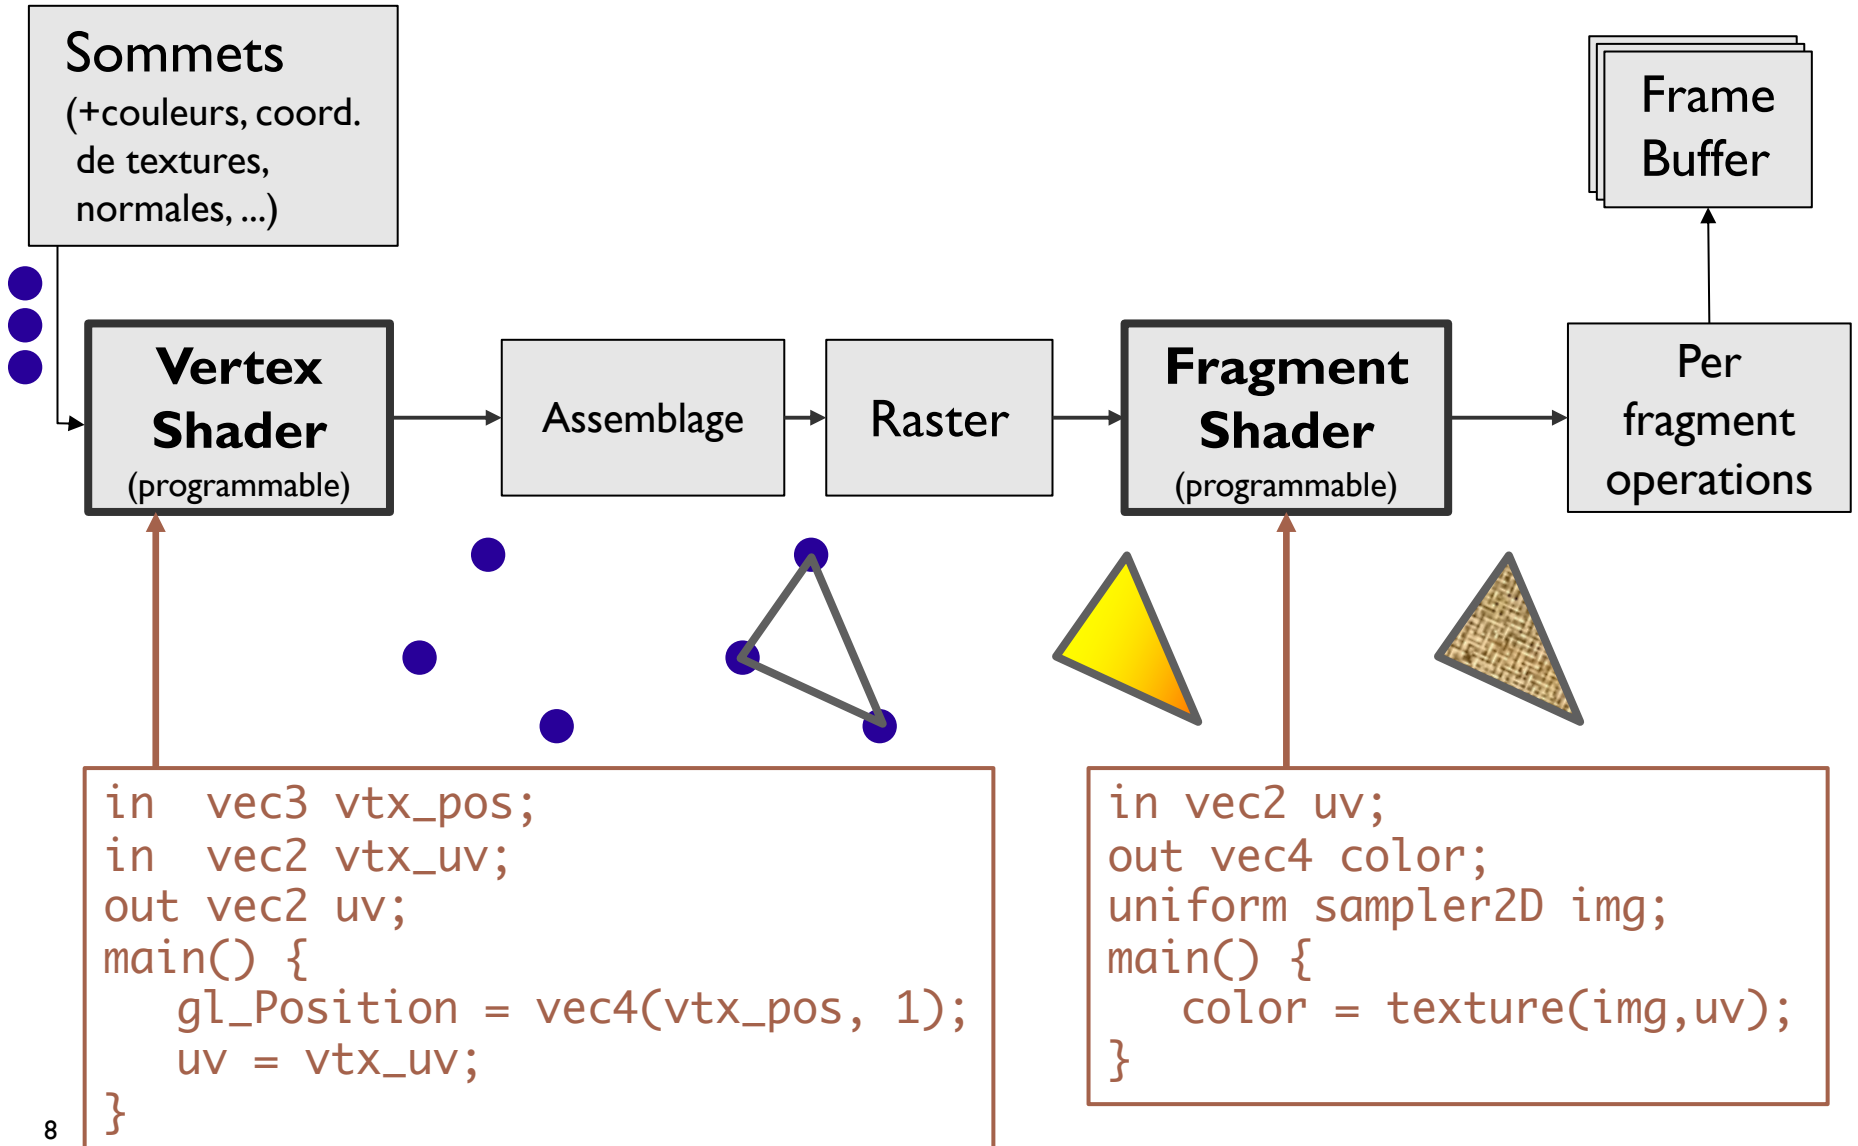 Sommets
(+couleurs, coord.
de textures,
normales, ...)
Frame
Buffer
Vertex
Shader
(programmable)
Assemblage
Raster
Fragment
Shader
(programmable)
Per
fragment
operations
in  vec3 vtx_pos;
in  vec2 vtx_uv;
out vec2 uv;
main() {
   gl_Position = vec4(vtx_pos, 1);
   uv = vtx_uv;
}
in vec2 uv;
out vec4 color;
uniform sampler2D img;
main() {
   color = texture(img,uv);
}
8